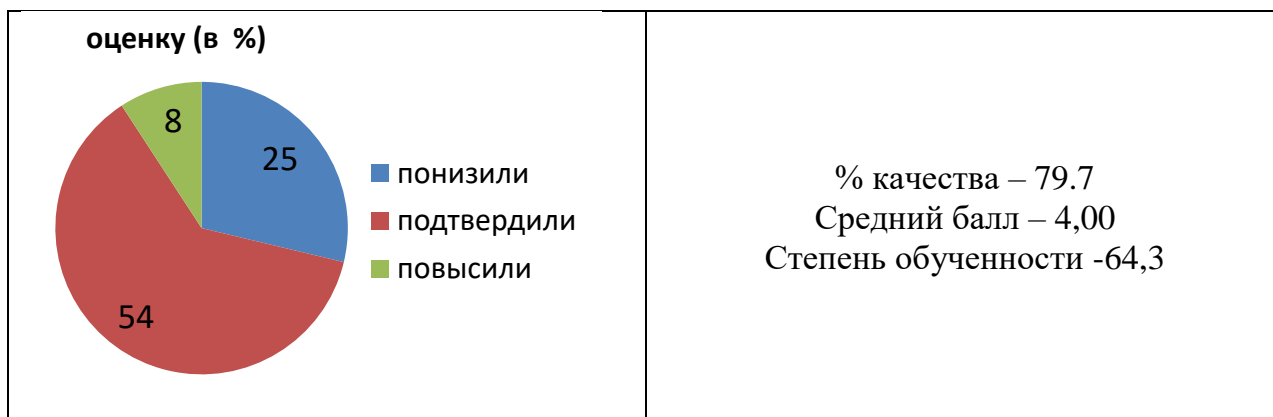 оценку (в %)
8
25
54
понизили
подтвердили
повысили
% качества – 79.7
Средний балл – 4,00
Степень обученности -64,3